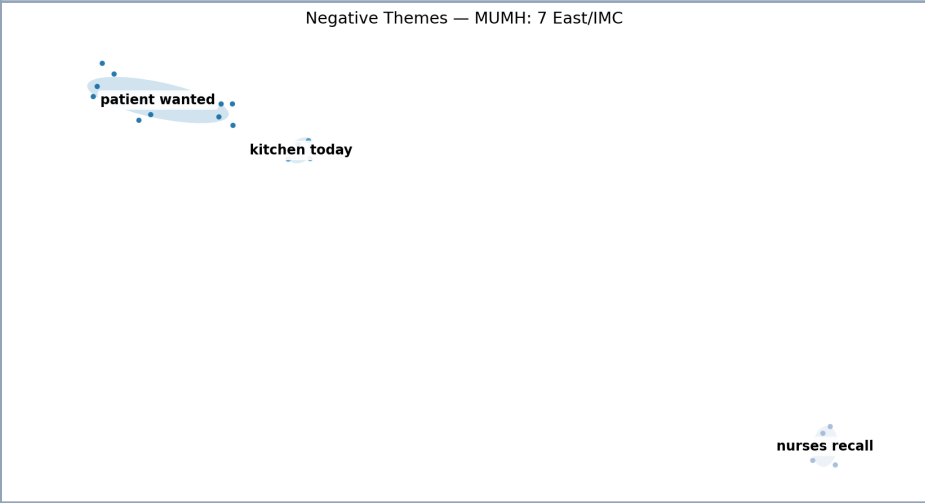 Negative Themes — MUMH: 7 East/IMC
patient wanted
kitchen today
nurses recall